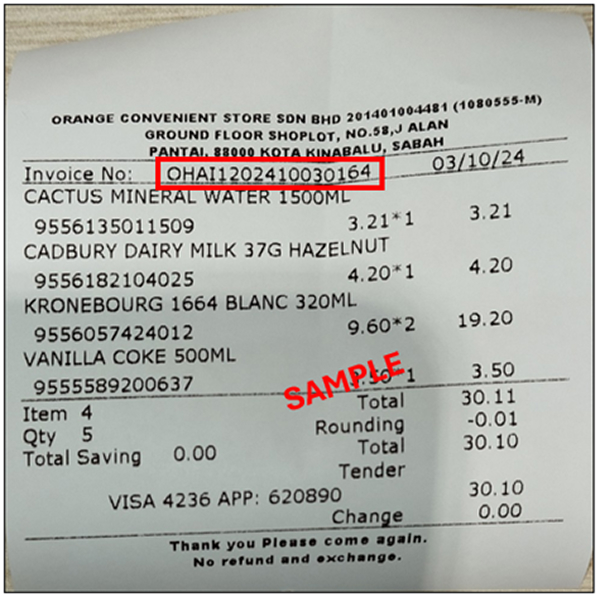 ORANGE CONVENIENT STORE SDN BHD 201401004481 (1080555-M)
GROUND FLOOR SHOPLOT, NO.58,J ALAN
PANTAI, 88000 KOTA KINABALU, SABAH
Invoice No: OHAI1202410030164 03/10/24
CACTUS MINERAL WATER 1500ML
9556135011509 3.21*1 3.21
CADBURY DAIRY MILK 37G HAZELNUT
9556182104025 4.20*1 4.20
KRONEBOURG 1664 BLANC 320ML
9556057424012 9.60*2 19.20
VANILLA COKE 500ML
9555589200637 3.50*1 3.50
SAMPLE
Item 4 Total 30.11
Qty 5 Rounding -0.01
Total Saving 0.00 Total 30.10
Tender
VISA 4236 APP: 620890 30.10
Change 0.00
Thank you Please come again.
No refund and exchange.